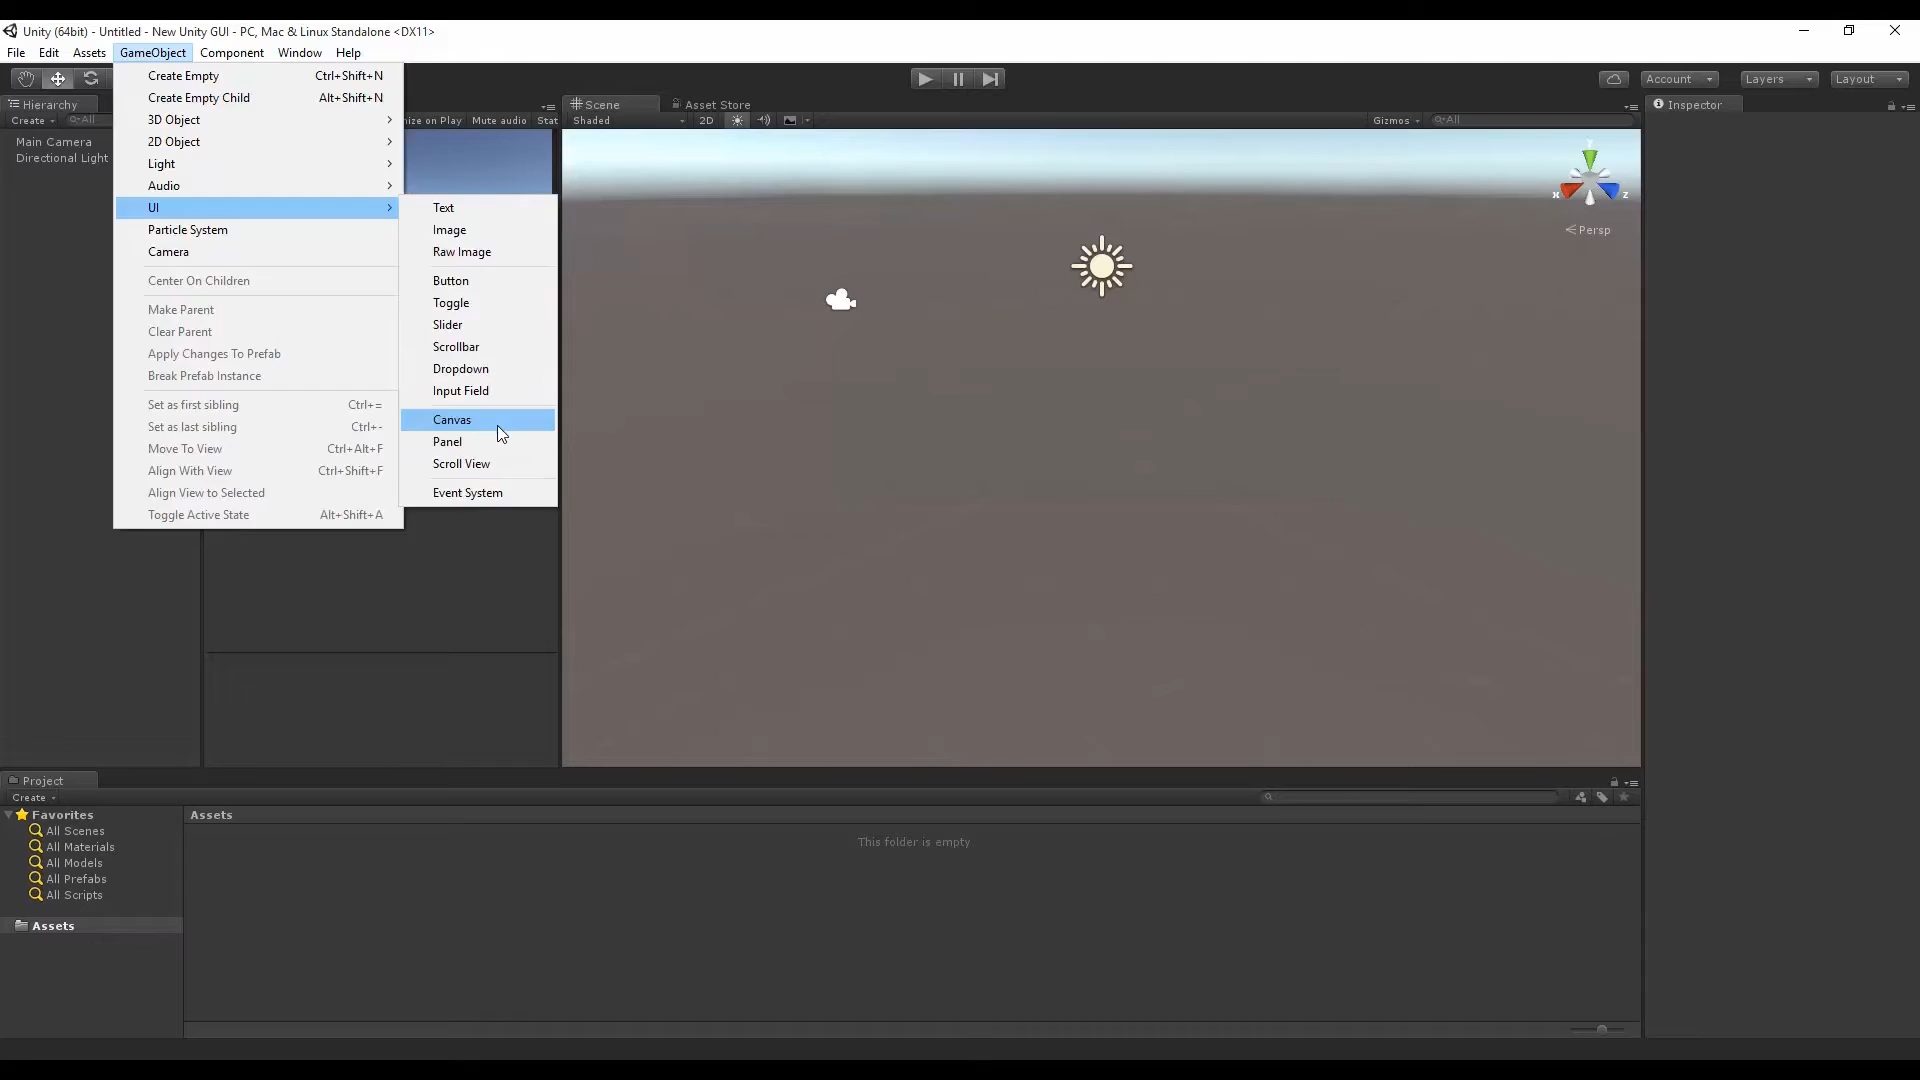 Unity (64bit) - Untitled - New Unity GUI - PC, Mac & Linux Standalone <DX11>
File Edit Assets GameObject Component Window Help
Account Layers Layout
Hierarchy
Create All
Main Camera
Directional Light
Create Empty Ctrl+Shift+N
Create Empty Child Alt+Shift+N
3D Object
2D Object
Light
Audio
UI
Particle System
Camera
Center On Children
Make Parent
Clear Parent
Apply Changes To Prefab
Break Prefab Instance
Set as first sibling Ctrl+=
Set as last sibling Ctrl+-
Move To View Ctrl+Alt+F
Align With View Ctrl+Shift+F
Align View to Selected
Toggle Active State Alt+Shift+A
Text
Image
Raw Image
Button
Toggle
Slider
Scrollbar
Dropdown
Input Field
Canvas
Panel
Scroll View
Event System
ize on Play Mute audio Stat
Scene Asset Store
Shaded 2D Gizmos All
y
x z
Persp
Inspector
Project
Create
Favorites
All Scenes
All Materials
All Models
All Prefabs
All Scripts
Assets
Assets
This folder is empty